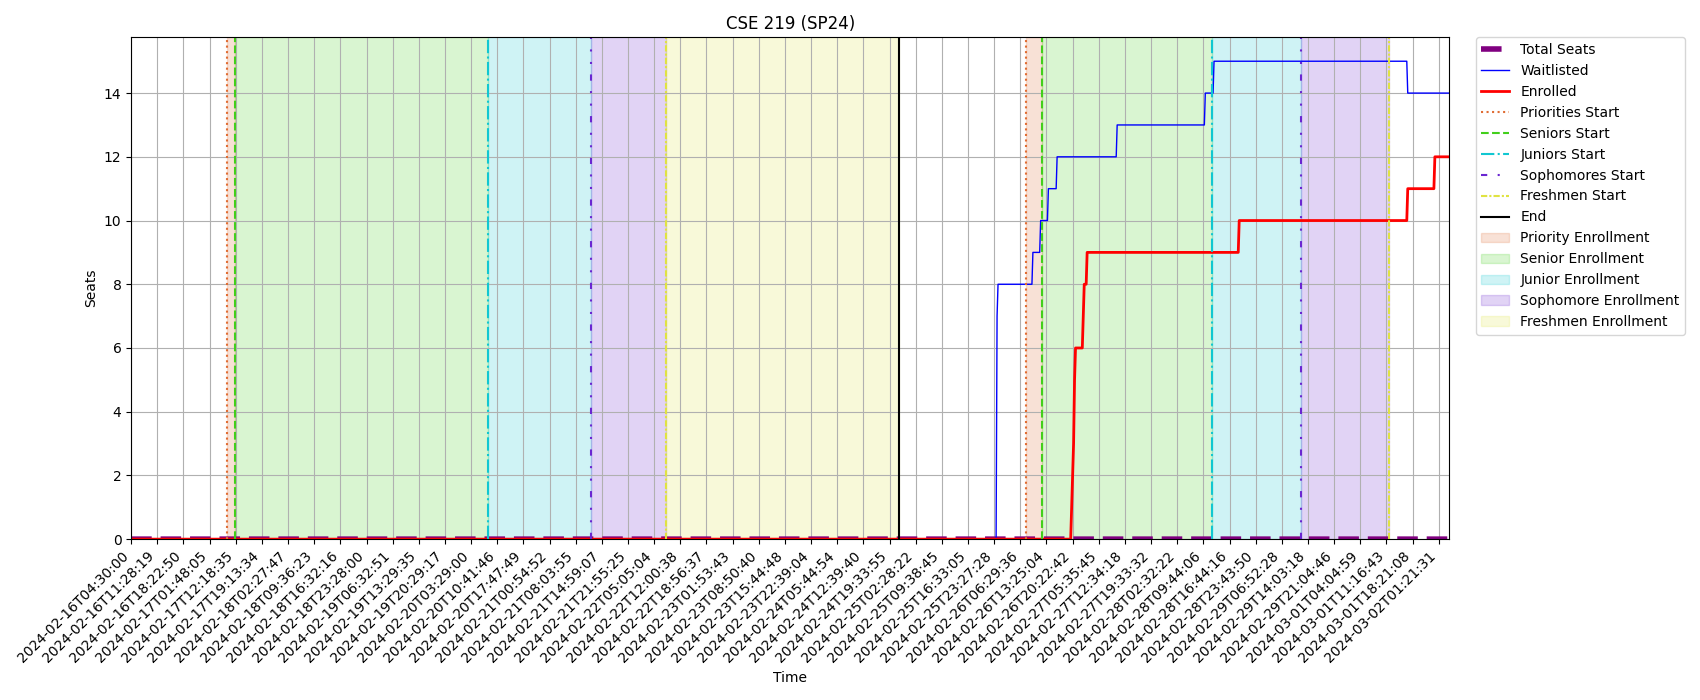 CSE 219 (SP24)
Total Seats
Waitlisted
Enrolled
Priorities Start
Seniors Start
Juniors Start
Sophomores Start
Freshmen Start
End
Priority Enrollment
Senior Enrollment
Junior Enrollment
Sophomore Enrollment
Freshmen Enrollment
Seats
14
12
10
8
6
4
2
0
2024-02-16T04:30:00
2024-02-16T11:28:19
2024-02-16T18:22:50
2024-02-17T01:48:05
2024-02-17T12:18:35
2024-02-17T19:13:34
2024-02-18T02:27:47
2024-02-18T09:36:23
2024-02-18T16:32:16
2024-02-18T23:28:00
2024-02-19T06:32:51
2024-02-19T13:29:35
2024-02-19T20:29:17
2024-02-20T03:29:00
2024-02-20T10:41:46
2024-02-20T17:47:49
2024-02-21T00:54:52
2024-02-21T08:03:55
2024-02-21T14:59:07
2024-02-21T21:55:25
2024-02-22T05:05:04
2024-02-22T12:00:38
2024-02-22T18:56:37
2024-02-23T01:53:43
2024-02-23T08:50:40
2024-02-23T15:44:48
2024-02-23T22:39:04
2024-02-24T05:44:54
2024-02-24T12:39:40
2024-02-24T19:33:55
2024-02-25T02:28:22
2024-02-25T09:38:45
2024-02-25T16:33:05
2024-02-25T23:27:28
2024-02-26T06:29:36
2024-02-26T13:25:04
2024-02-26T20:22:42
2024-02-27T05:35:45
2024-02-27T12:34:18
2024-02-27T19:33:32
2024-02-28T02:32:22
2024-02-28T09:44:06
2024-02-28T16:44:16
2024-02-28T23:43:50
2024-02-29T06:52:28
2024-02-29T14:03:18
2024-02-29T21:04:46
2024-03-01T04:04:59
2024-03-01T11:16:43
2024-03-01T18:21:08
2024-03-02T01:21:31
Time